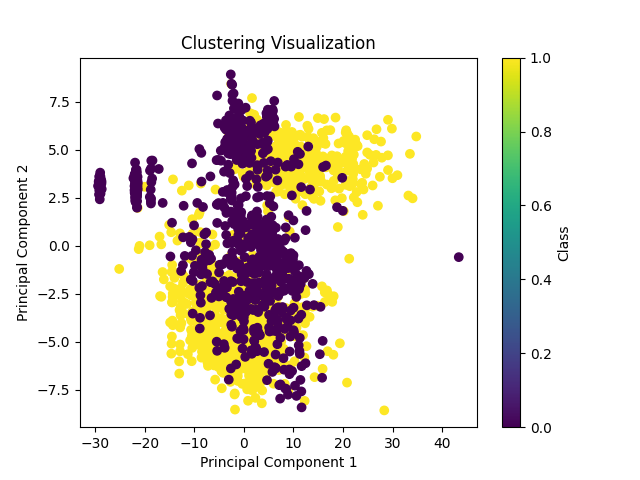 Clustering Visualization
7.5
5.0
2.5
0.0
−2.5
−5.0
−7.5
Principal Component 2
−30 −20 −10 0 10 20 30 40
Principal Component 1
1.0
0.8
0.6
0.4
0.2
0.0
Class